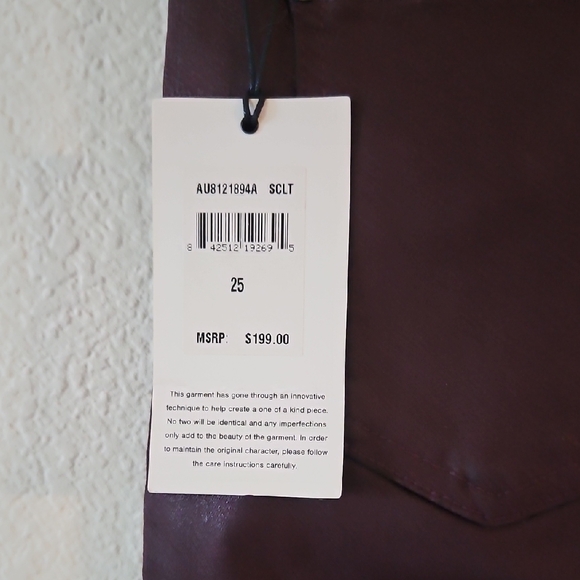 AU8121894A SCLT
8 42512 19269 5
25
MSRP: $199.00
This garment has gone through an innovative
technique to help create a one of a kind piece.
No two will be identical and any imperfections
only add to the beauty of the garment. In order
to maintain the original character, please follow
the care instructions carefully.